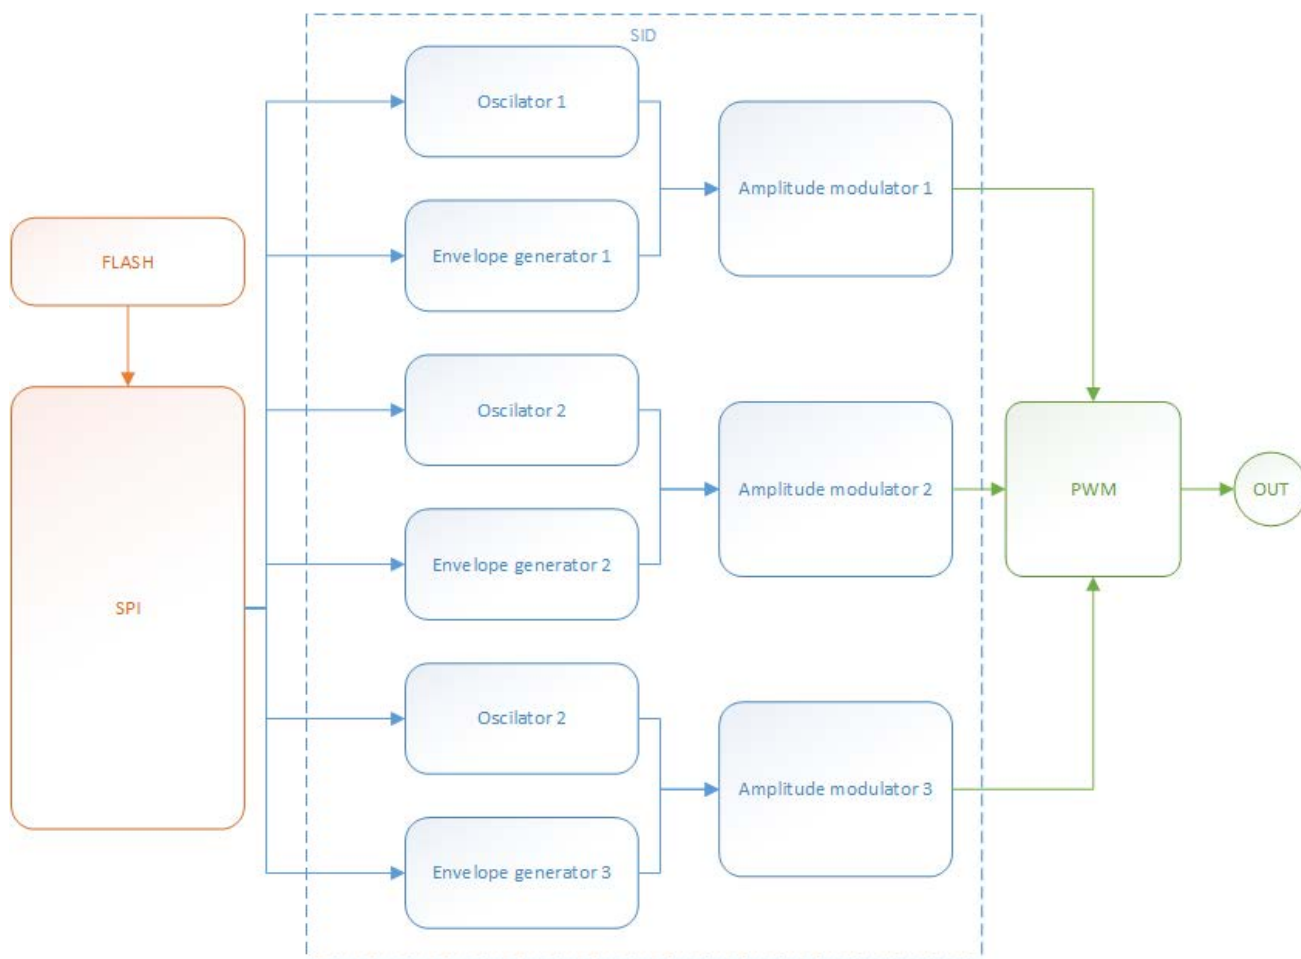 SID
Oscilator 1
Amplitude modulator 1
Envelope generator 1
FLASH
Oscilator 2
Amplitude modulator 2
PWM
OUT
Envelope generator 2
SPI
Oscilator 2
Amplitude modulator 3
Envelope generator 3